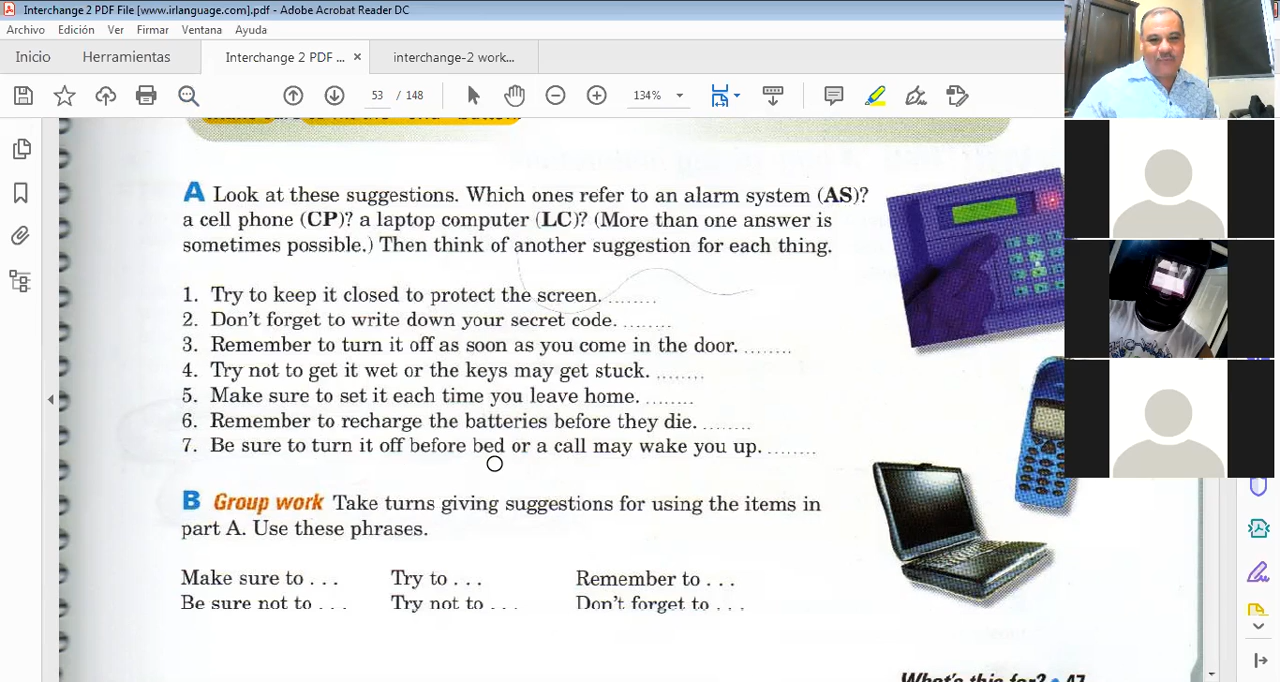 Interchange 2 PDF File [www.irlanguage.com].pdf - Adobe Acrobat Reader DC
Archivo Edición Ver Firmar Ventana Ayuda
Inicio Herramientas Interchange 2 PDF ... × interchange-2 work...
53 / 148 134%
A Look at these suggestions. Which ones refer to an alarm system (AS)?
a cell phone (CP)? a laptop computer (LC)? (More than one answer is
sometimes possible.) Then think of another suggestion for each thing.
1. Try to keep it closed to protect the screen. ........
2. Don't forget to write down your secret code. ........
3. Remember to turn it off as soon as you come in the door. ........
4. Try not to get it wet or the keys may get stuck. ........
5. Make sure to set it each time you leave home. ........
6. Remember to recharge the batteries before they die. ........
7. Be sure to turn it off before bed or a call may wake you up. ........
B Group work Take turns giving suggestions for using the items in
part A. Use these phrases.
Make sure to . . . Try to . . . Remember to . . .
Be sure not to . . . Try not to . . . Don't forget to . . .
What's this for? • 47